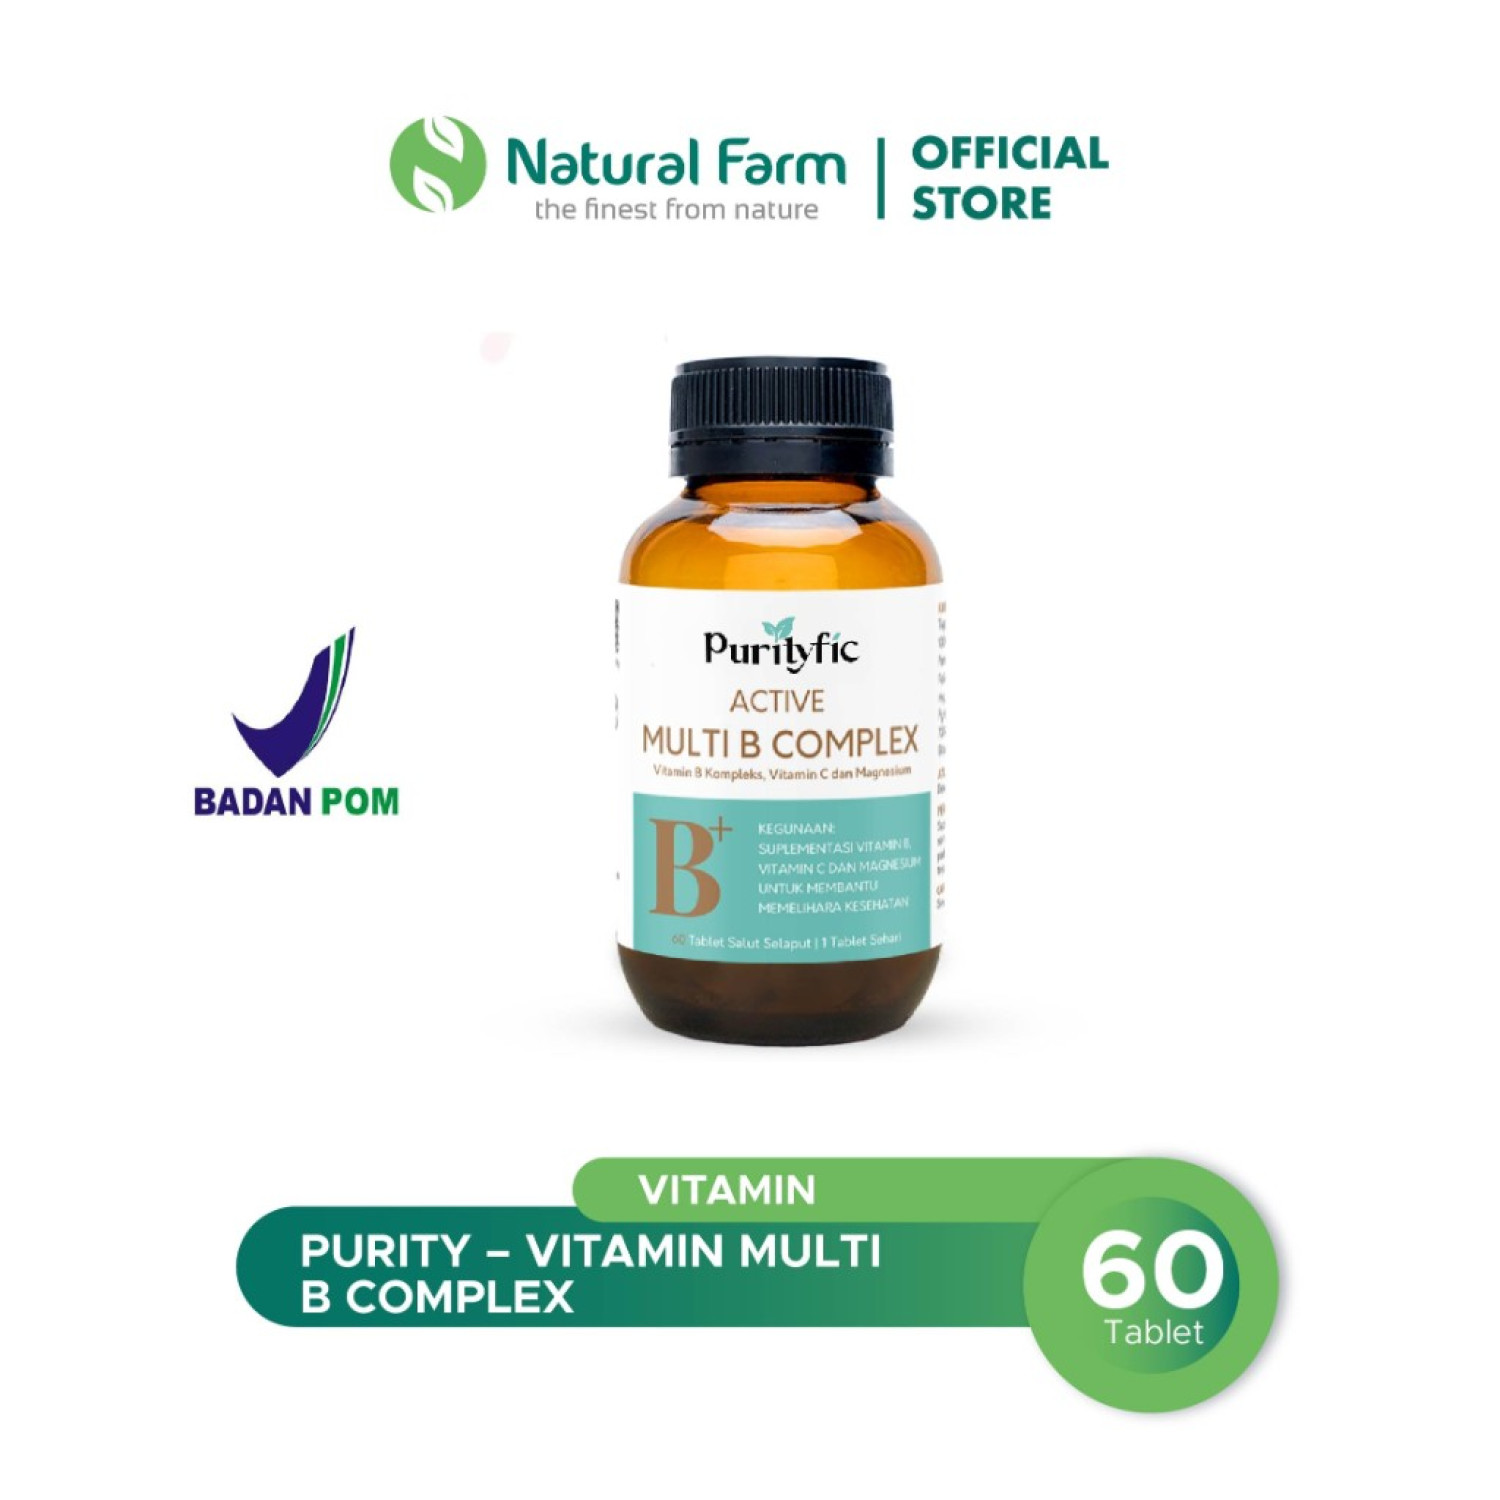 Natural Farm
the finest from nature
OFFICIAL
STORE
Purityfic
ACTIVE
MULTI B COMPLEX
Vitamin B Kompleks, Vitamin C dan Magnesium
B+
KEGUNAAN:
SUPLEMENTASI VITAMIN B,
VITAMIN C DAN MAGNESIUM
UNTUK MEMBANTU
MEMELIHARA KESEHATAN
60 Tablet Salut Selaput | 1 Tablet Sehari
BADAN POM
VITAMIN
PURITY – VITAMIN MULTI
B COMPLEX
60
Tablet